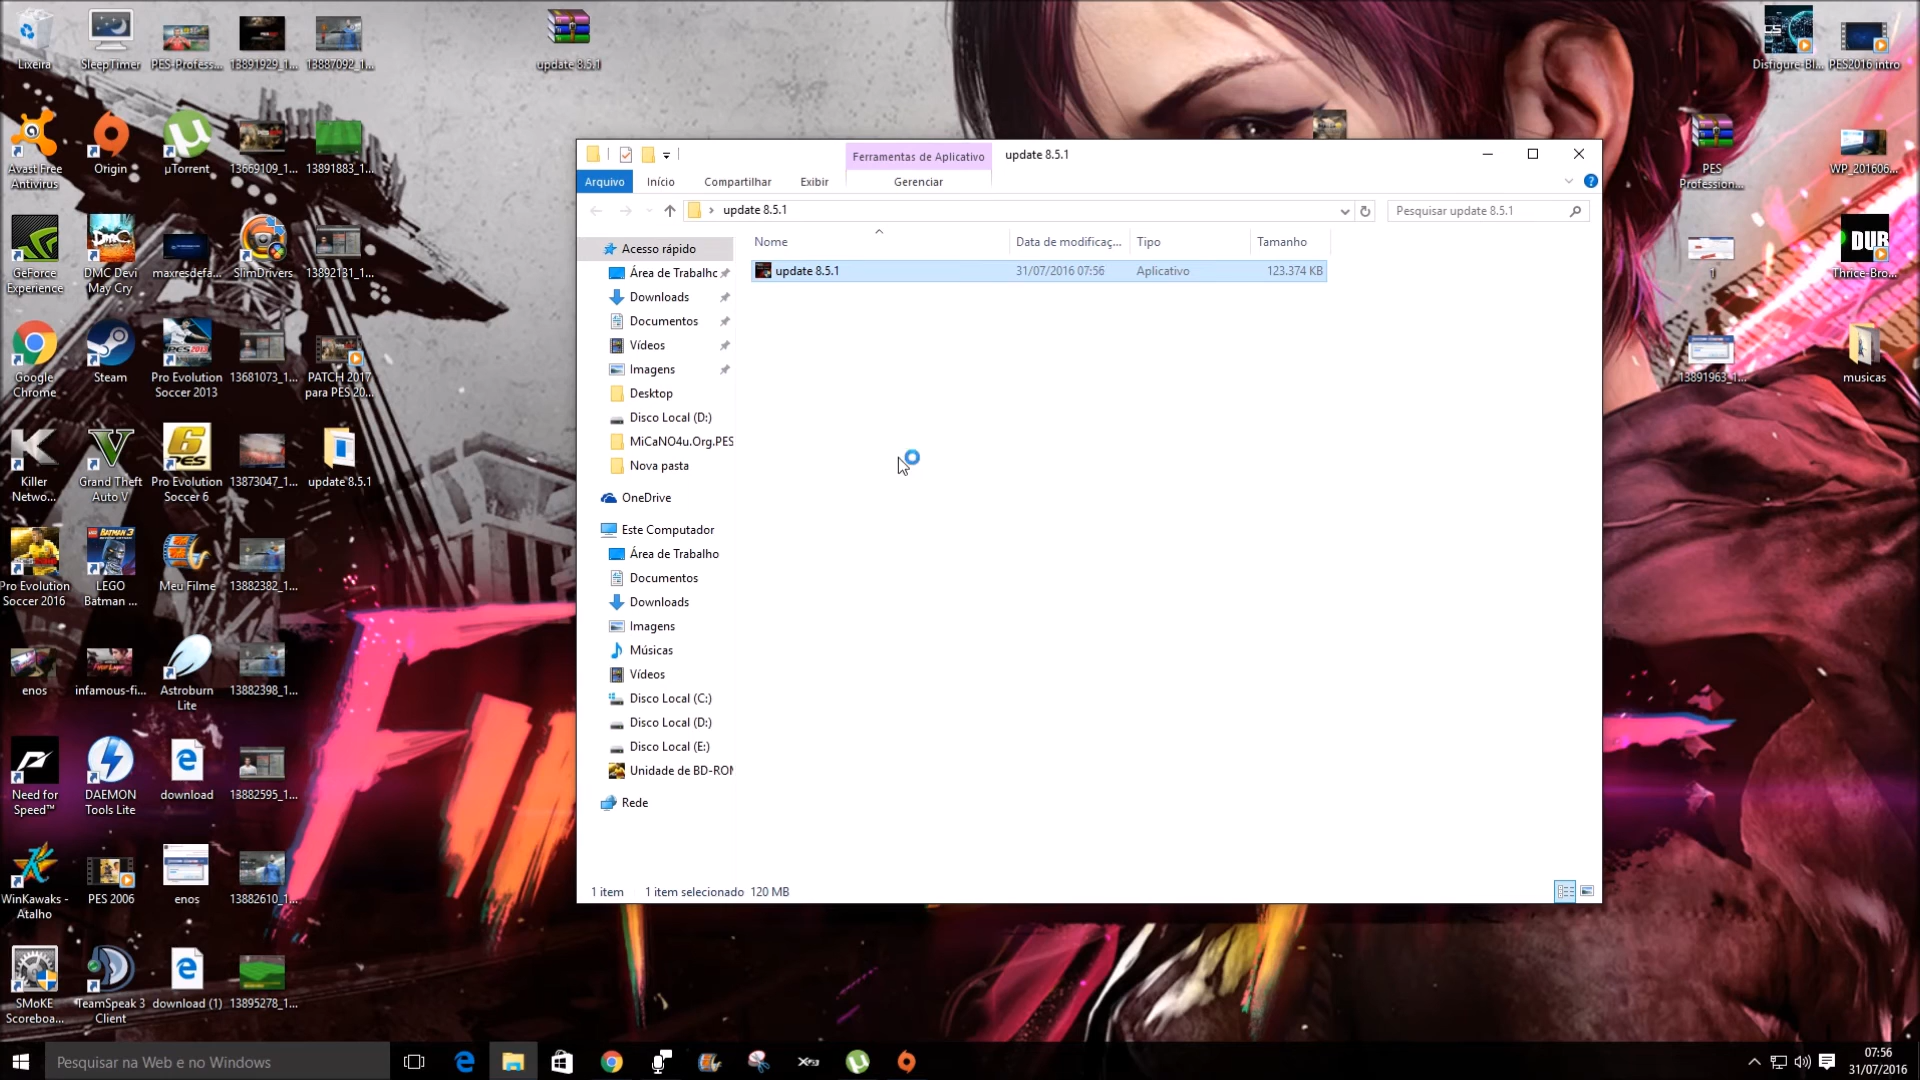 Lixeira
SleepTimer
PES-Profess...
13891929_1...
13887092_1...
update 8.5.1
Disfigure-Bl...
PES2016 intro
Avast Free
Antivirus
Origin
µTorrent
13669109_1...
13891883_1...
PES
Profession...
WP_201606...
GeForce
Experience
DMC Devi
May Cry
maxresdefa...
SlimDrivers
13892131_1...
1
DUB
Thrice-Bro...
Google
Chrome
Steam
PES2013
Pro Evolution
Soccer 2013
13681073_1...
PATCH 2017
para PES 20...
13891963_1...
musicas
Killer
Netwo...
Grand Theft
Auto V
Pro Evolution
Soccer 6
13873047_1...
update 8.5.1
Pro Evolution
Soccer 2016
LEGO
Batman ...
Meu Filme
13882382_1...
enos
infamous-fi...
Astroburn
Lite
13882398_1...
Need for
Speed™
DAEMON
Tools Lite
download
13882595_1...
WinKawaks -
Atalho
PES 2006
enos
13882610_1...
SMoKE
Scoreboa...
TeamSpeak 3
Client
download (1)
13895278_1...
Ferramentas de Aplicativo
update 8.5.1
Arquivo
Início
Compartilhar
Exibir
Gerenciar
update 8.5.1
Pesquisar update 8.5.1
Nome
Data de modificaç...
Tipo
Tamanho
update 8.5.1
31/07/2016 07:56
Aplicativo
123.374 KB
Acesso rápido
Área de Trabalho
Downloads
Documentos
Vídeos
Imagens
Desktop
Disco Local (D:)
MiCaNO4u.Org.PES
Nova pasta
OneDrive
Este Computador
Área de Trabalho
Documentos
Downloads
Imagens
Músicas
Vídeos
Disco Local (C:)
Disco Local (D:)
Disco Local (E:)
Unidade de BD-ROM
Rede
1 item
1 item selecionado 120 MB
Pesquisar na Web e no Windows
07:56
31/07/2016